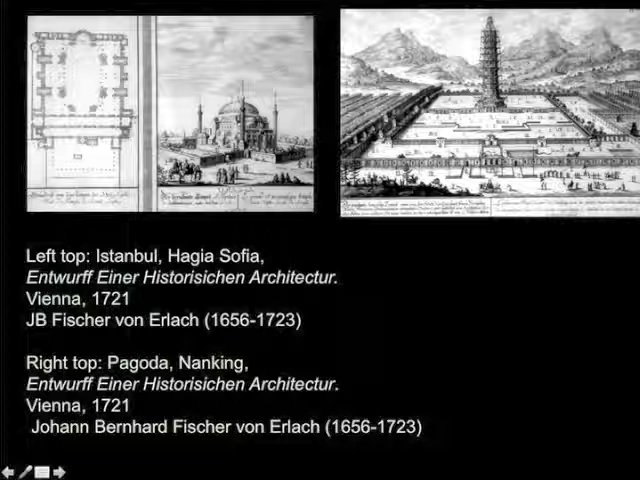 Left top: Istanbul, Hagia Sofia,
Entwurff Einer Historisichen Architectur.
Vienna, 1721
JB Fischer von Erlach (1656-1723)
Right top: Pagoda, Nanking,
Entwurff Einer Historisichen Architectur.
Vienna, 1721
Johann Bernhard Fischer von Erlach (1656-1723)